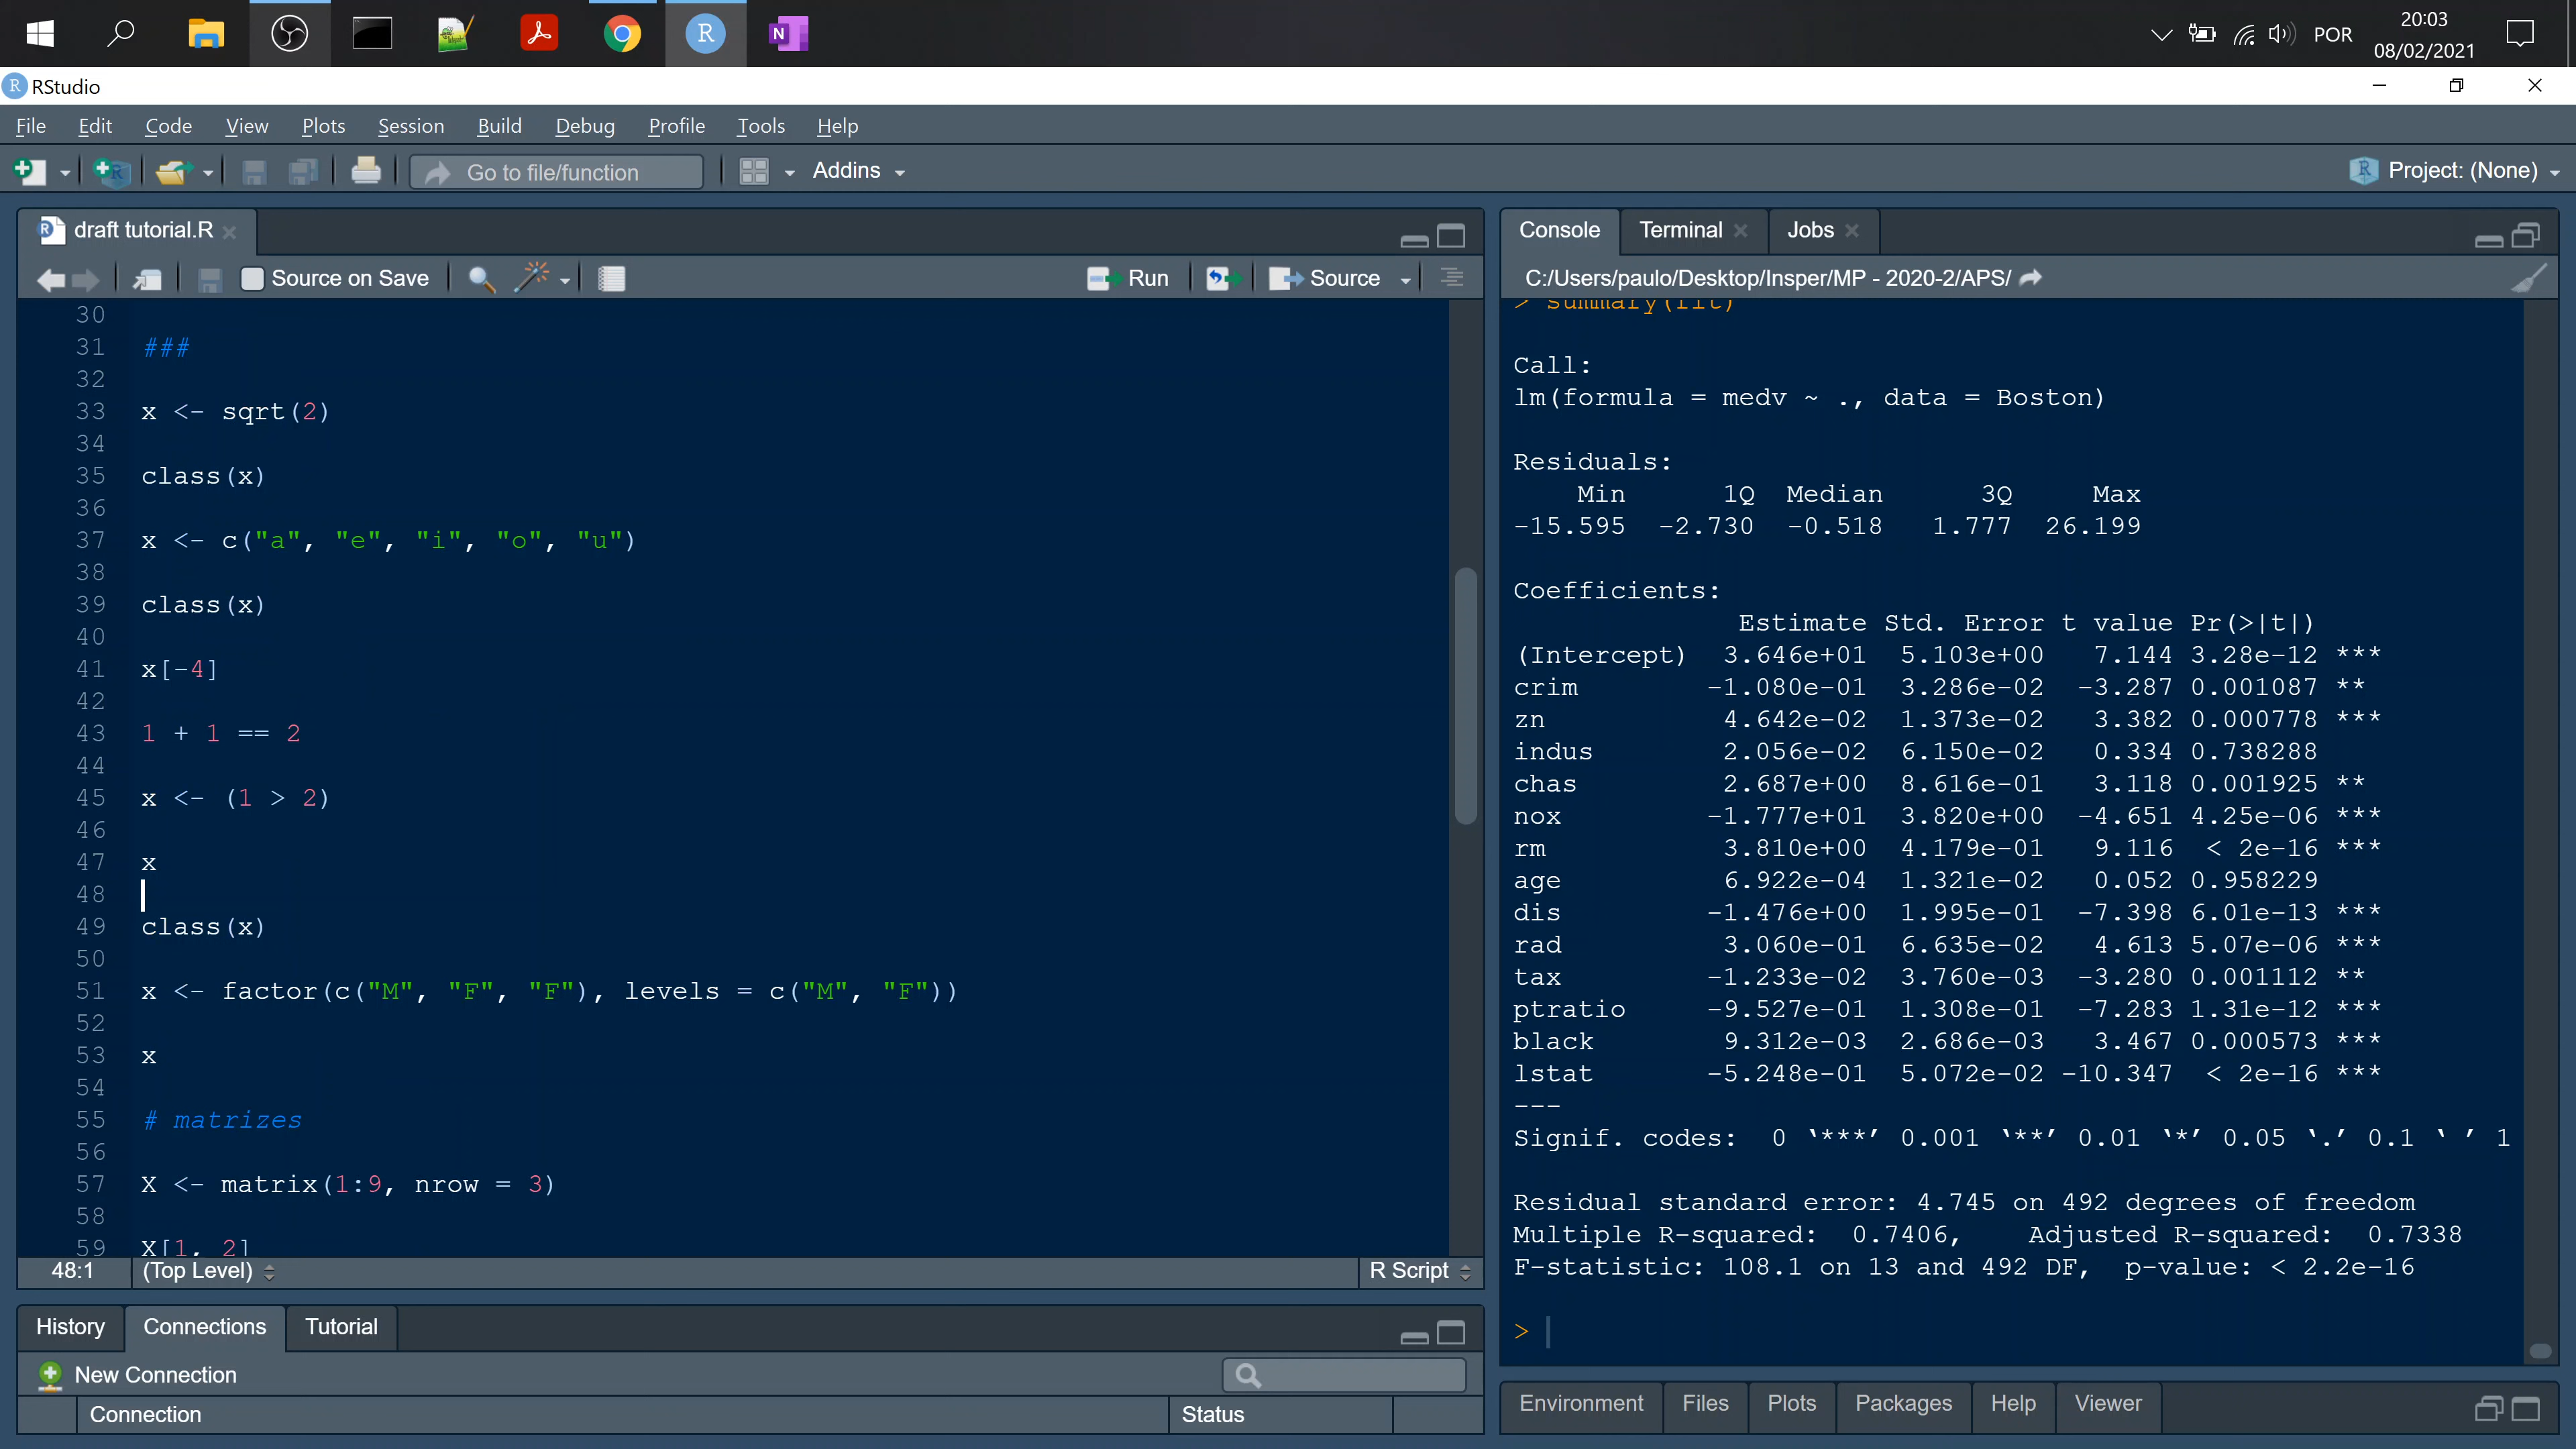 20:03
POR
08/02/2021
RStudio
File Edit Code View Plots Session Build Debug Profile Tools Help
Go to file/function Addins Project: (None)
draft tutorial.R
Source on Save Run Source
30
31 ###
32
33 x <- sqrt(2)
34
35 class(x)
36
37 x <- c("a", "e", "i", "o", "u")
38
39 class(x)
40
41 x[-4]
42
43 1 + 1 == 2
44
45 x <- (1 > 2)
46
47 x
48
49 class(x)
50
51 x <- factor(c("M", "F", "F"), levels = c("M", "F"))
52
53 x
54
55 # matrizes
56
57 X <- matrix(1:9, nrow = 3)
58
59 X[1, 2]
48:1 (Top Level) R Script
History Connections Tutorial
New Connection
Connection Status
Console Terminal Jobs
C:/Users/paulo/Desktop/Insper/MP - 2020-2/APS/
> summary(fit)
Call:
lm(formula = medv ~ ., data = Boston)
Residuals:
Min 1Q Median 3Q Max
-15.595 -2.730 -0.518 1.777 26.199
Coefficients:
Estimate Std. Error t value Pr(>|t|)
(Intercept) 3.646e+01 5.103e+00 7.144 3.28e-12 ***
crim -1.080e-01 3.286e-02 -3.287 0.001087 **
zn 4.642e-02 1.373e-02 3.382 0.000778 ***
indus 2.056e-02 6.150e-02 0.334 0.738288
chas 2.687e+00 8.616e-01 3.118 0.001925 **
nox -1.777e+01 3.820e+00 -4.651 4.25e-06 ***
rm 3.810e+00 4.179e-01 9.116 < 2e-16 ***
age 6.922e-04 1.321e-02 0.052 0.958229
dis -1.476e+00 1.995e-01 -7.398 6.01e-13 ***
rad 3.060e-01 6.635e-02 4.613 5.07e-06 ***
tax -1.233e-02 3.760e-03 -3.280 0.001112 **
ptratio -9.527e-01 1.308e-01 -7.283 1.31e-12 ***
black 9.312e-03 2.686e-03 3.467 0.000573 ***
lstat -5.248e-01 5.072e-02 -10.347 < 2e-16 ***
---
Signif. codes: 0 ‘***’ 0.001 ‘**’ 0.01 ‘*’ 0.05 ‘.’ 0.1 ‘ ’ 1
Residual standard error: 4.745 on 492 degrees of freedom
Multiple R-squared: 0.7406, Adjusted R-squared: 0.7338
F-statistic: 108.1 on 13 and 492 DF, p-value: < 2.2e-16
>
Environment Files Plots Packages Help Viewer